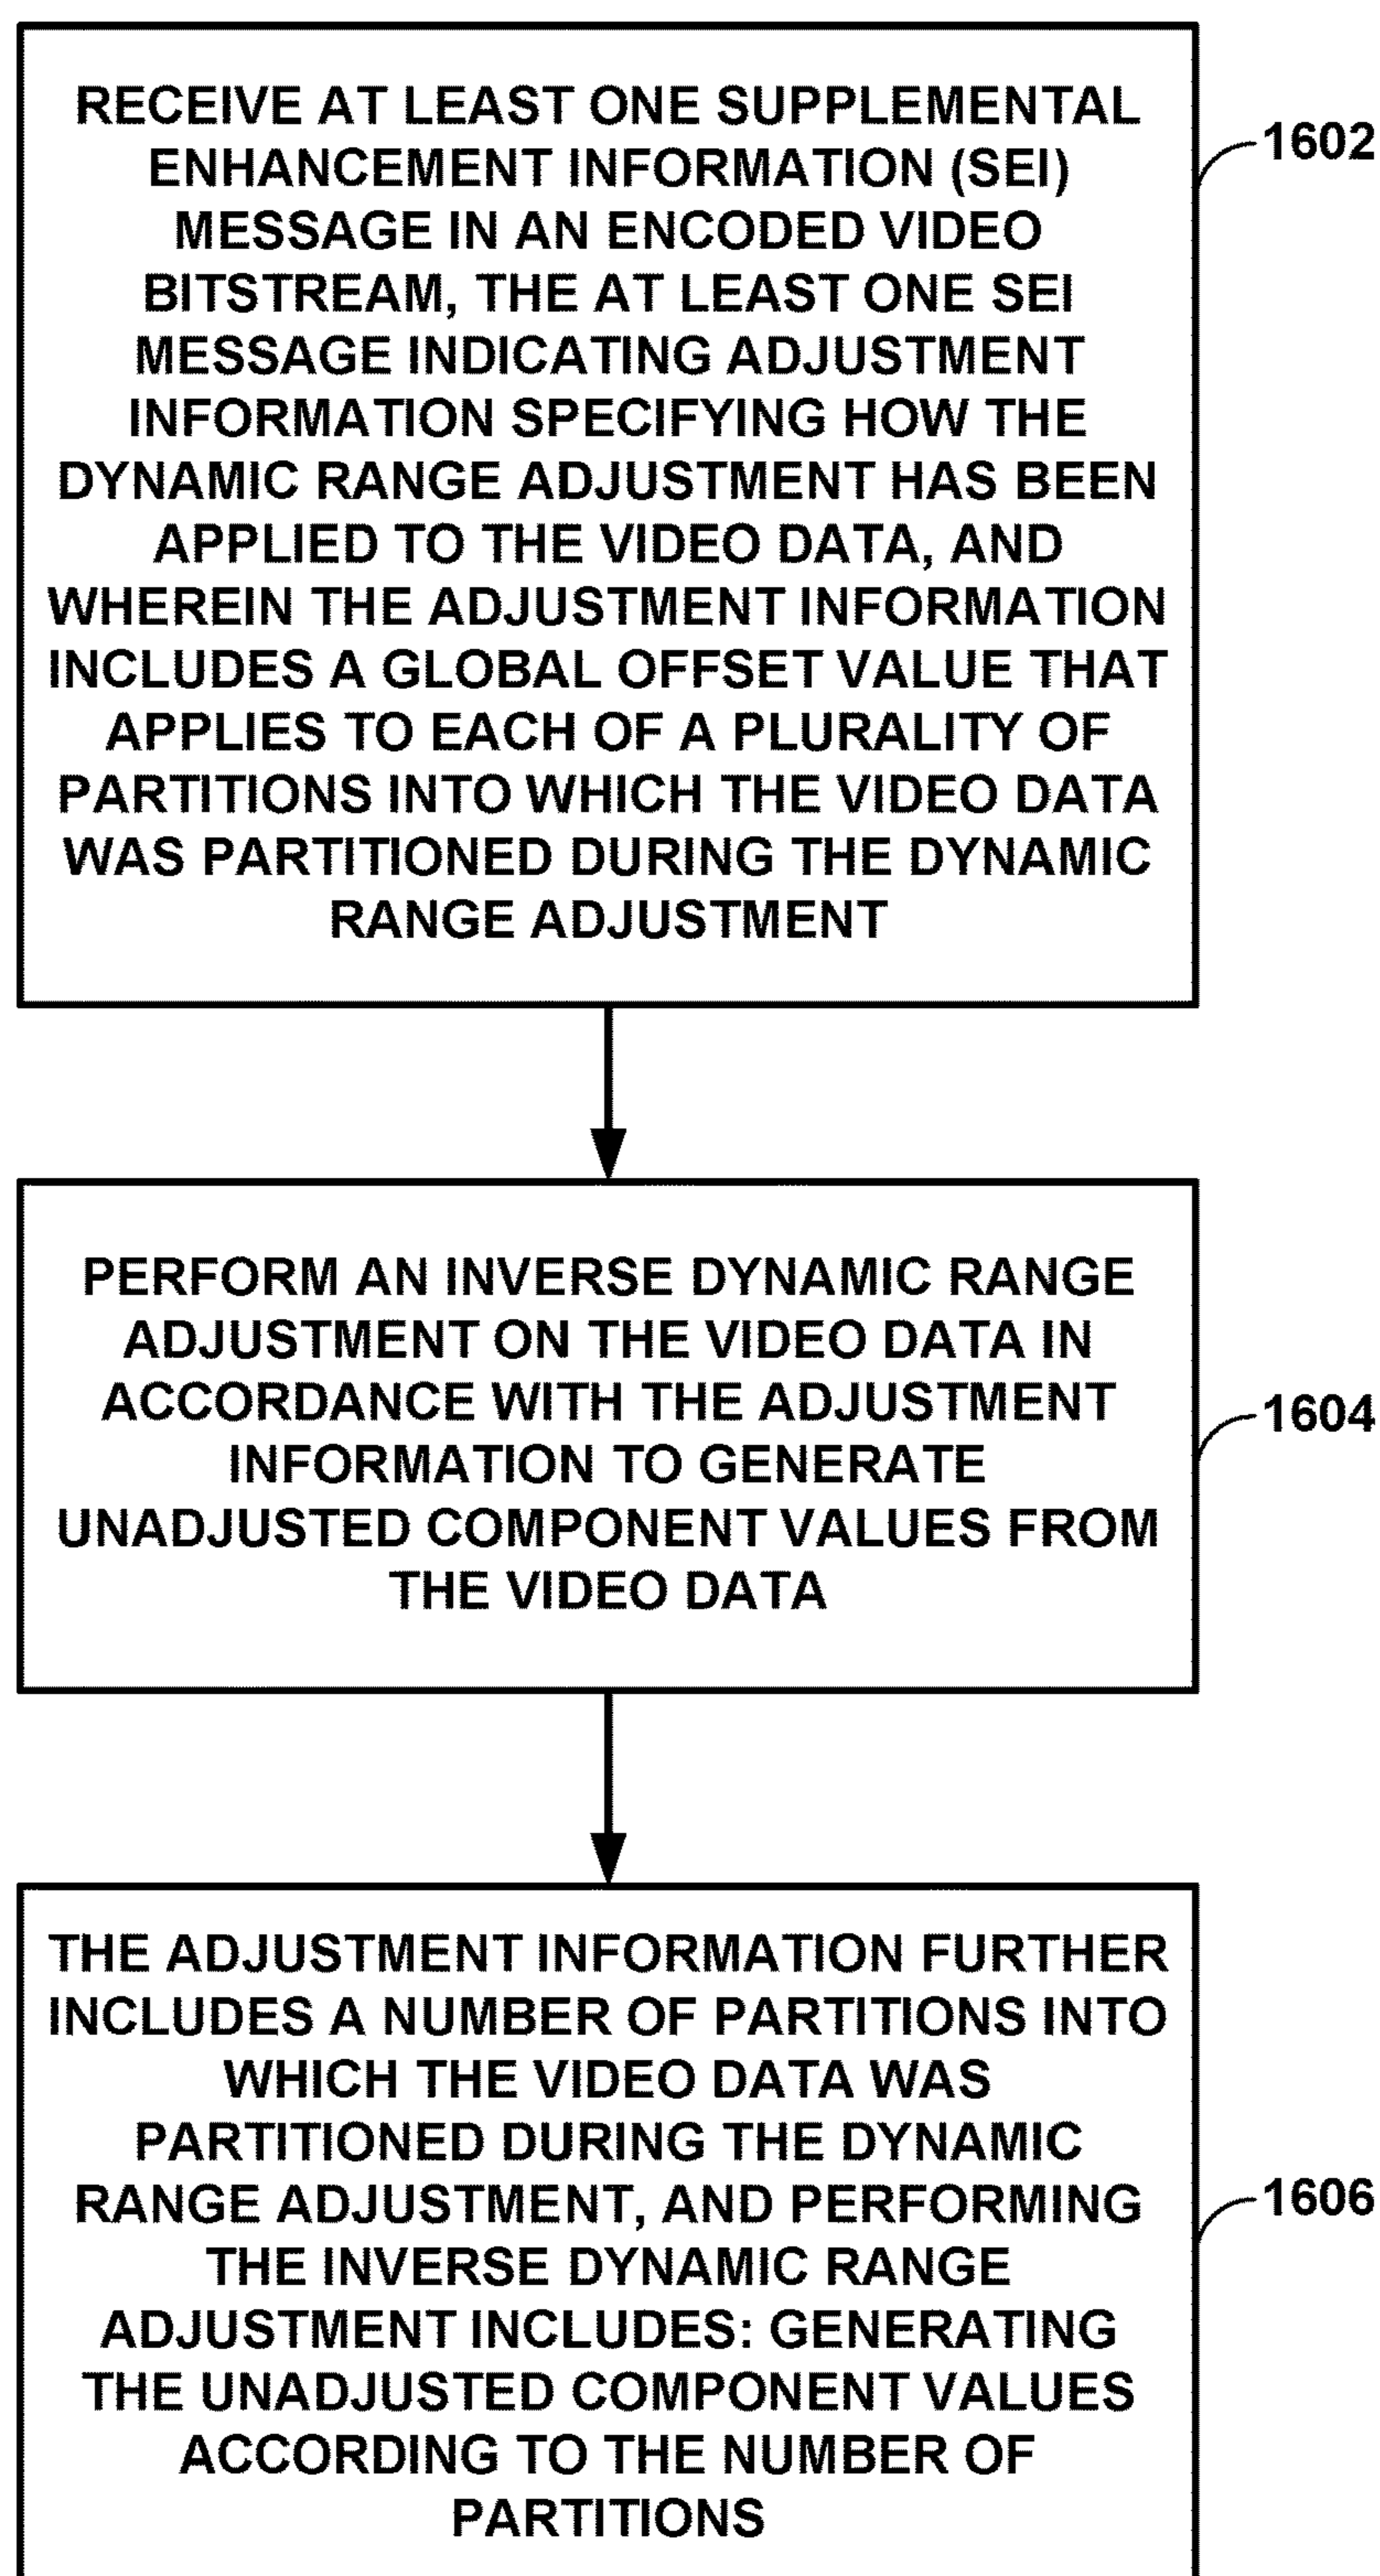 RECEIVE AT LEAST ONE SUPPLEMENTAL
ENHANCEMENT INFORMATION (SEI)
MESSAGE IN AN ENCODED VIDEO
BITSTREAM, THE AT LEAST ONE SEI
MESSAGE INDICATING ADJUSTMENT
INFORMATION SPECIFYING HOW THE
DYNAMIC RANGE ADJUSTMENT HAS BEEN
APPLIED TO THE VIDEO DATA, AND
WHEREIN THE ADJUSTMENT INFORMATION
INCLUDES A GLOBAL OFFSET VALUE THAT
APPLIES TO EACH OF A PLURALITY OF
PARTITIONS INTO WHICH THE VIDEO DATA
WAS PARTITIONED DURING THE DYNAMIC
RANGE ADJUSTMENT
1602
PERFORM AN INVERSE DYNAMIC RANGE
ADJUSTMENT ON THE VIDEO DATA IN
ACCORDANCE WITH THE ADJUSTMENT
INFORMATION TO GENERATE
UNADJUSTED COMPONENT VALUES FROM
THE VIDEO DATA
1604
THE ADJUSTMENT INFORMATION FURTHER
INCLUDES A NUMBER OF PARTITIONS INTO
WHICH THE VIDEO DATA WAS
PARTITIONED DURING THE DYNAMIC
RANGE ADJUSTMENT, AND PERFORMING
THE INVERSE DYNAMIC RANGE
ADJUSTMENT INCLUDES: GENERATING
THE UNADJUSTED COMPONENT VALUES
ACCORDING TO THE NUMBER OF
PARTITIONS
1606